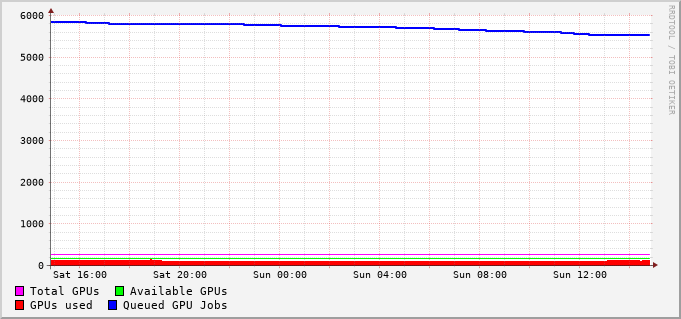 6000
5000
4000
3000
2000
1000
0
Sat 16:00 Sat 20:00 Sun 00:00 Sun 04:00 Sun 08:00 Sun 12:00
Total GPUs Available GPUs
GPUs used Queued GPU Jobs
RRDTOOL / TOBI OETIKER